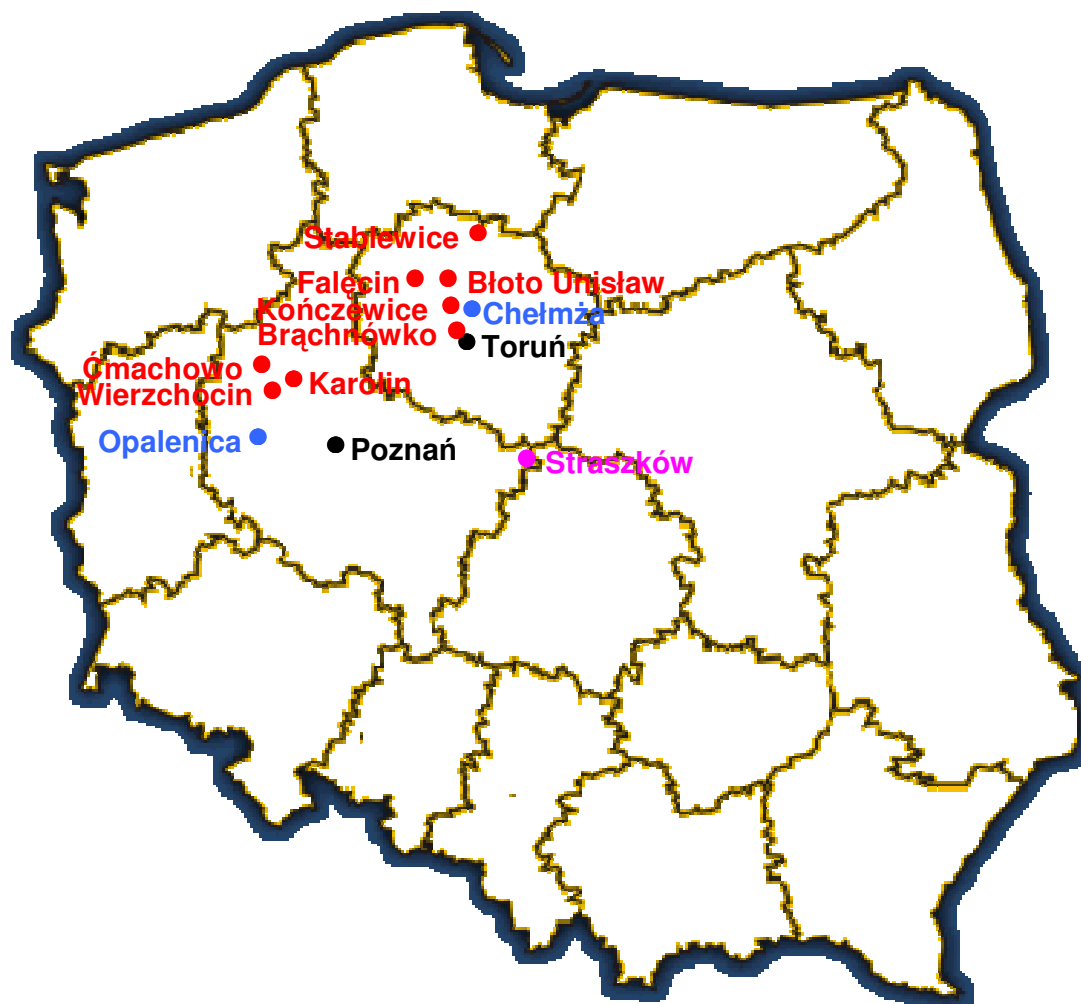 Stablewice
Falęcin
Błoto Unisław
Kończewice
Chełmża
Brąchnówko
Toruń
Ćmachowo
Karolin
Wierzchocin
Opalenica
Poznań
Straszków